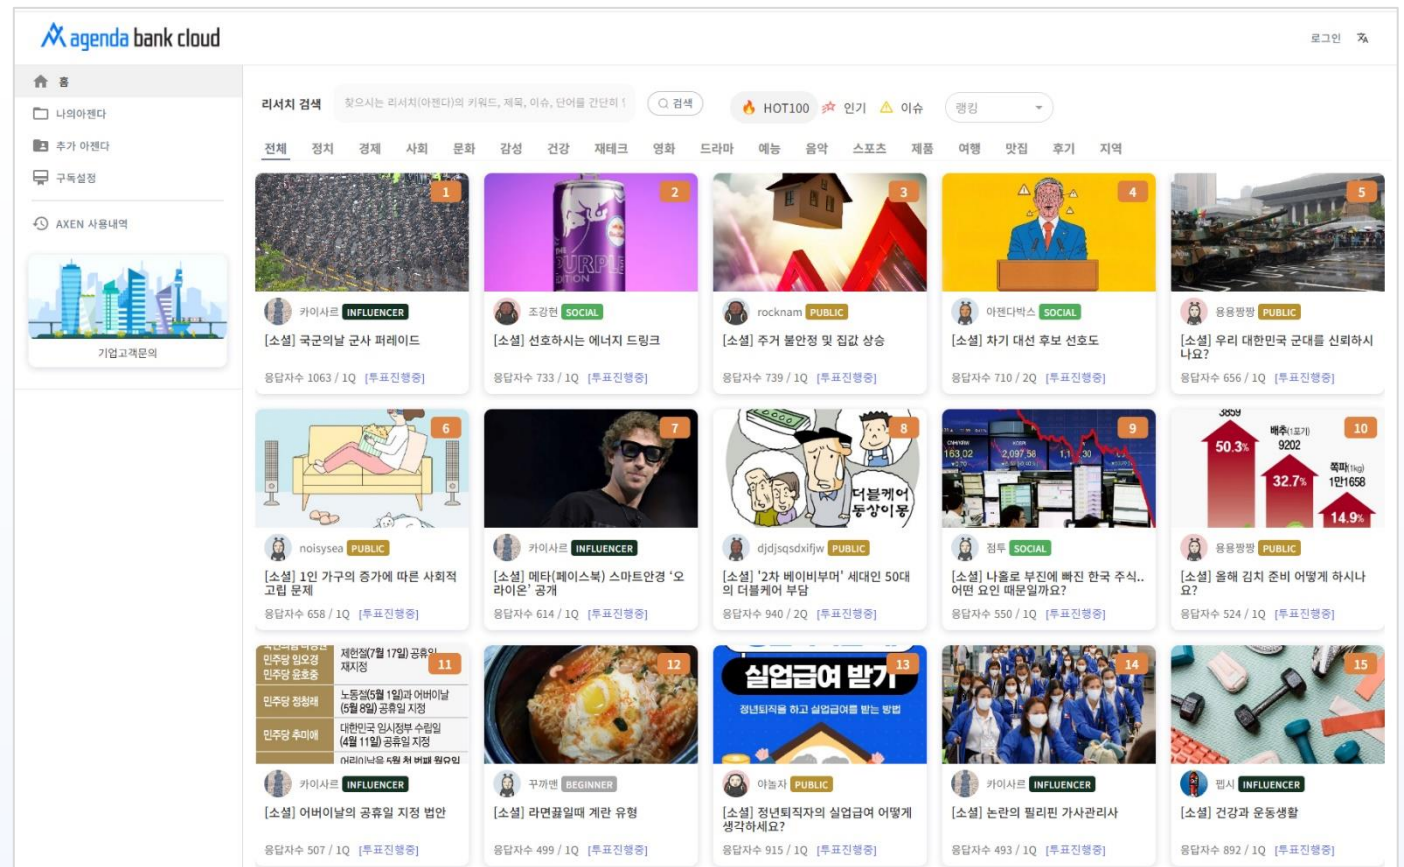 agenda bank cloud
로그인
홈
나의아젠다
추가 아젠다
구독설정
AXEN 사용내역
기업고객문의
리서치 검색
찾으시는 리서치(아젠다)의 키워드, 제목, 이슈, 단어를 간단히
검색
HOT100
인기
이슈
랭킹
전체 정치 경제 사회 문화 감성 건강 재테크 영화 드라마 예능 음악 스포츠 제품 여행 맛집 후기 지역
1
카이사르 INFLUENCER
[소셜] 국군의날 군사 퍼레이드
응답자수 1063 / 1Q [투표진행중]
2
THE
PURPLE
EDITION
조강현 SOCIAL
[소셜] 선호하시는 에너지 드링크
응답자수 733 / 1Q [투표진행중]
3
rocknam PUBLIC
[소셜] 주거 불안정 및 집값 상승
응답자수 739 / 1Q [투표진행중]
4
아젠다박스 SOCIAL
[소셜] 차기 대선 후보 선호도
응답자수 710 / 2Q [투표진행중]
5
용용짱짱 PUBLIC
[소셜] 우리 대한민국 군대를 신뢰하시
나요?
응답자수 656 / 1Q [투표진행중]
6
noisysea PUBLIC
[소셜] 1인 가구의 증가에 따른 사회적
고립 문제
응답자수 658 / 1Q [투표진행중]
7
카이사르 INFLUENCER
[소셜] 메타(페이스북) 스마트안경 ‘오
라이온’ 공개
응답자수 614 / 1Q [투표진행중]
8
더블케어
동상이몽
djdjsqsdxifjw PUBLIC
[소셜] '2차 베이비부머' 세대인 50대
의 더블케어 부담
응답자수 940 / 2Q [투표진행중]
9
163,02
2,097,58
점투 SOCIAL
[소셜] 나홀로 부진에 빠진 한국 주식..
어떤 요인 때문일까요?
응답자수 550 / 1Q [투표진행중]
10
3859
50.3%
배추(1포기)
9202
32.7%
쪽파(1kg)
1만1658
14.9%
용용짱짱 PUBLIC
[소셜] 올해 김치 준비 어떻게 하시나
요?
응답자수 524 / 1Q [투표진행중]
11
민주당 임오경
민주당 윤호중
제헌절(7월 17일) 공휴일
재지정
민주당 정청래
노동절(5월 1일)과 어버이날
(5월 8일) 공휴일 지정
민주당 추미애
대한민국 임시정부 수립일
(4월 11일) 공휴일 지정
어린이날을 5월 첫 번째 월요일
카이사르 INFLUENCER
[소셜] 어버이날의 공휴일 지정 법안
응답자수 507 / 1Q [투표진행중]
12
꾸까맨 BEGINNER
[소셜] 라면끓일때 계란 유형
응답자수 499 / 1Q [투표진행중]
13
실업급여 받기
정년퇴직을 하고 실업급여를 받는 방법
야놀자 PUBLIC
[소셜] 정년퇴직자의 실업급여 어떻게
생각하세요?
응답자수 915 / 1Q [투표진행중]
14
카이사르 INFLUENCER
[소셜] 논란의 필리핀 가사관리사
응답자수 493 / 1Q [투표진행중]
15
펩시 INFLUENCER
[소셜] 건강과 운동생활
응답자수 892 / 1Q [투표진행중]